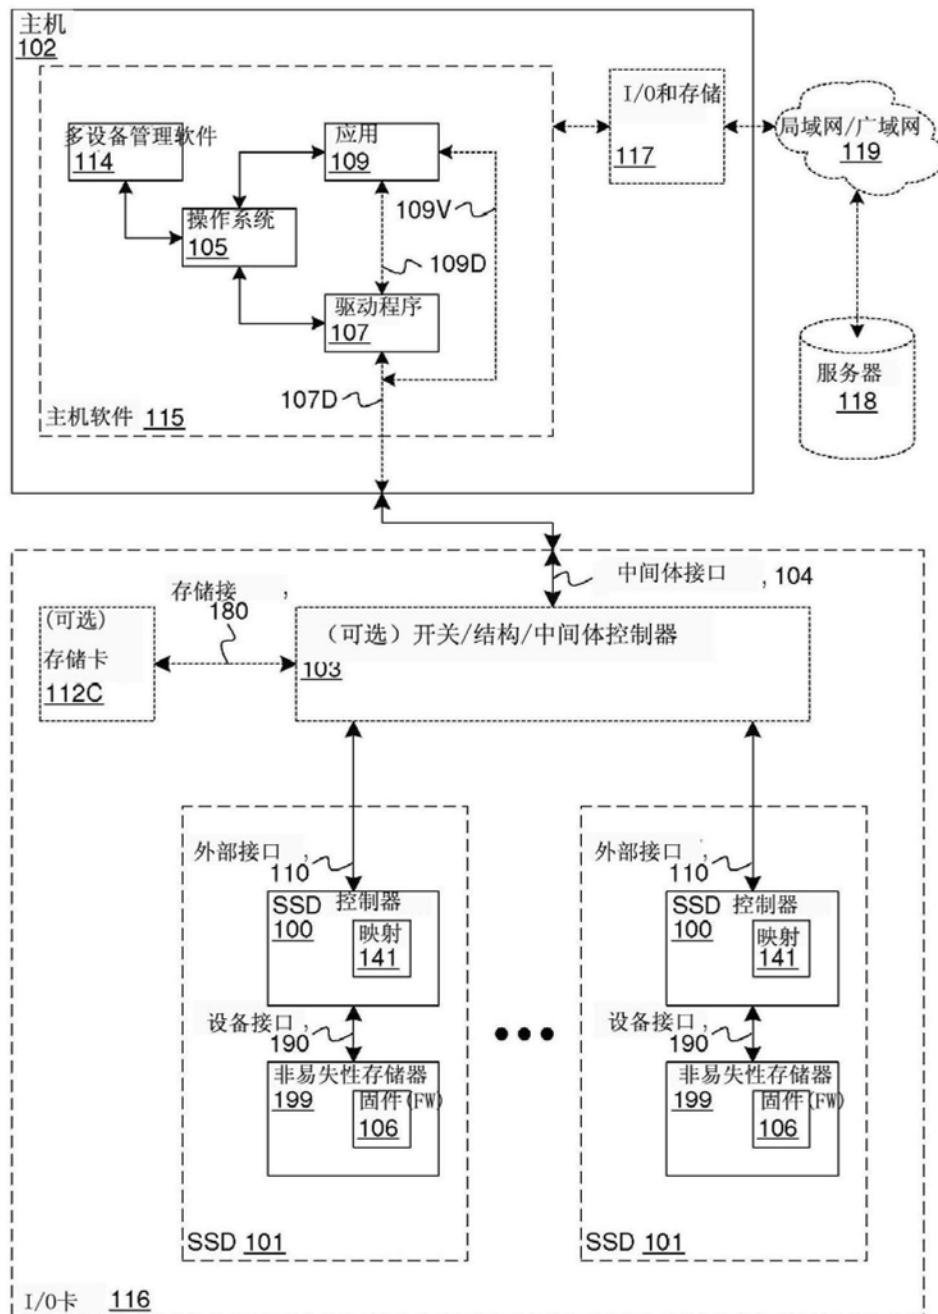 主机
102
I/O和存储
117
局域网/广域网
119
多设备管理软件
114
应用
109
操作系统
105
109V
109D
驱动程序
107
服务器
118
107D
主机软件 115
中间体接口, 104
存储接,
180
(可选)
存储卡
112C
(可选) 开关/结构/中间体控制器
103
外部接口,
110
外部接口,
110
SSD 控制器
100
映射
141
SSD 控制器
100
映射
141
设备接口,
190
设备接口,
190
非易失性存储器
199
固件(FW)
106
非易失性存储器
199
固件(FW)
106
SSD 101
SSD 101
I/O卡 116